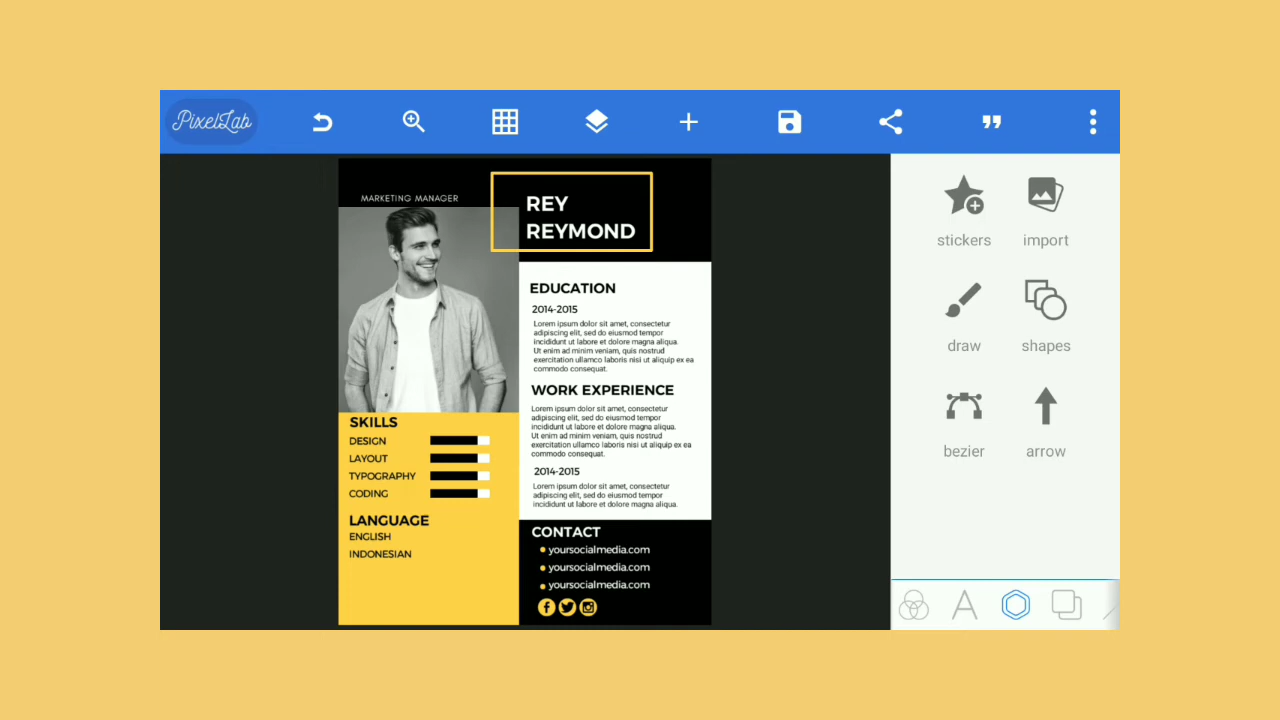 PixelLab
MARKETING MANAGER
REY
REYMOND
EDUCATION
2014-2015
Lorem ipsum dolor sit amet, consectetur
adipiscing elit, sed do eiusmod tempor
incididunt ut labore et dolore magna aliqua.
Ut enim ad minim veniam, quis nostrud
exercitation ullamco laboris nisi ut aliquip ex ea
commodo consequat.
WORK EXPERIENCE
Lorem ipsum dolor sit amet, consectetur
adipiscing elit, sed do eiusmod tempor
incididunt ut labore et dolore magna aliqua.
Ut enim ad minim veniam, quis nostrud
exercitation ullamco laboris nisi ut aliquip ex ea
commodo consequat.
2014-2015
Lorem ipsum dolor sit amet, consectetur
adipiscing elit, sed do eiusmod tempor
incididunt ut labore et dolore magna aliqua.
SKILLS
DESIGN
LAYOUT
TYPOGRAPHY
CODING
LANGUAGE
ENGLISH
INDONESIAN
CONTACT
yoursocialmedia.com
yoursocialmedia.com
yoursocialmedia.com
stickers
import
draw
shapes
bezier
arrow